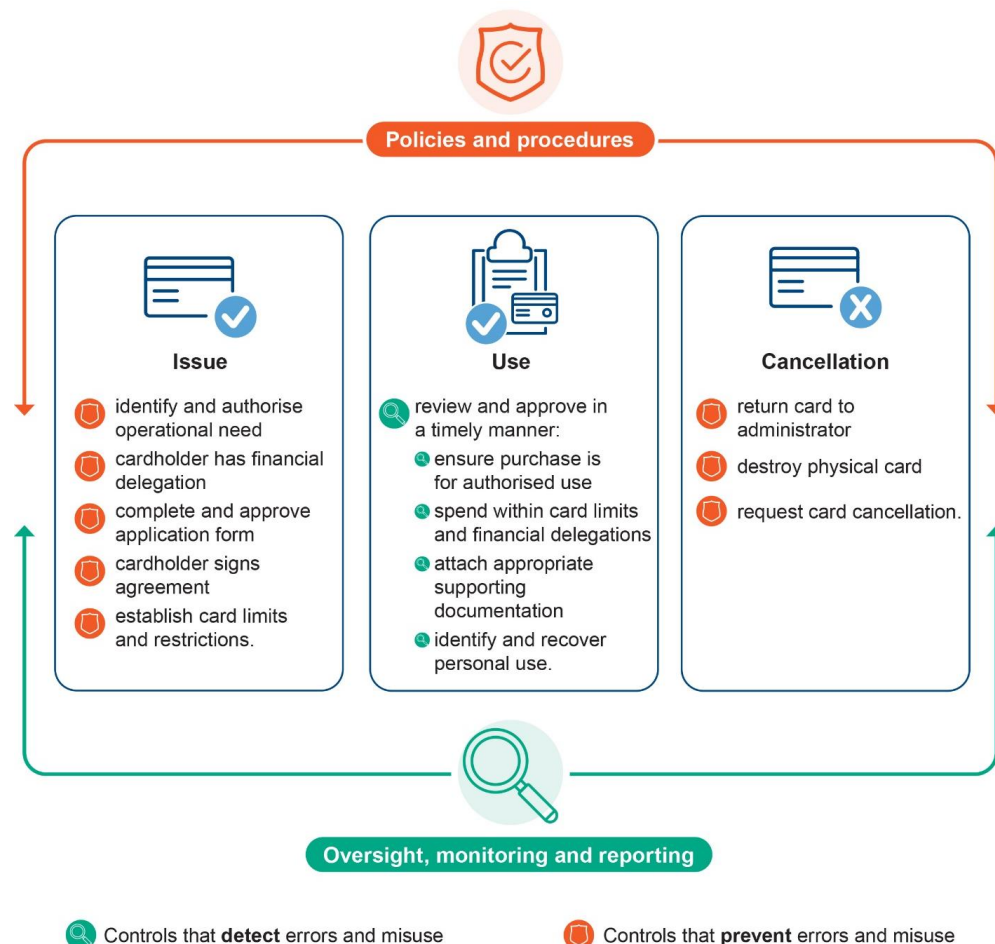 Policies and procedures
Issue
identify and authorise
operational need
cardholder has financial
delegation
complete and approve
application form
cardholder signs
agreement
establish card limits
and restrictions.
Use
review and approve in
a timely manner:
ensure purchase is
for authorised use
spend within card limits
and financial delegations
attach appropriate
supporting
documentation
identify and recover
personal use.
Cancellation
return card to
administrator
destroy physical card
request card cancellation.
Oversight, monitoring and reporting
Controls that detect errors and misuse
Controls that prevent errors and misuse